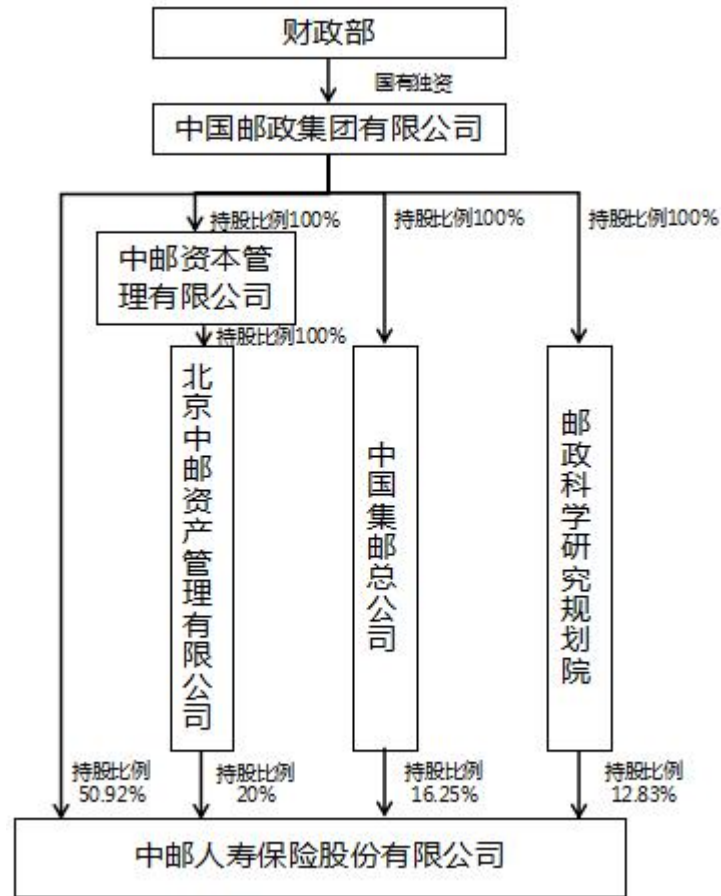 财政部
国有独资
中国邮政集团有限公司
持股比例100%
持股比例100%
持股比例100%
中邮资本管
理有限公司
持股比例100%
北京中邮资产管理有限公司
中国集邮总公司
邮政科学研究规划院
持股比例
50.92%
持股比例
20%
持股比例
16.25%
持股比例
12.83%
中邮人寿保险股份有限公司